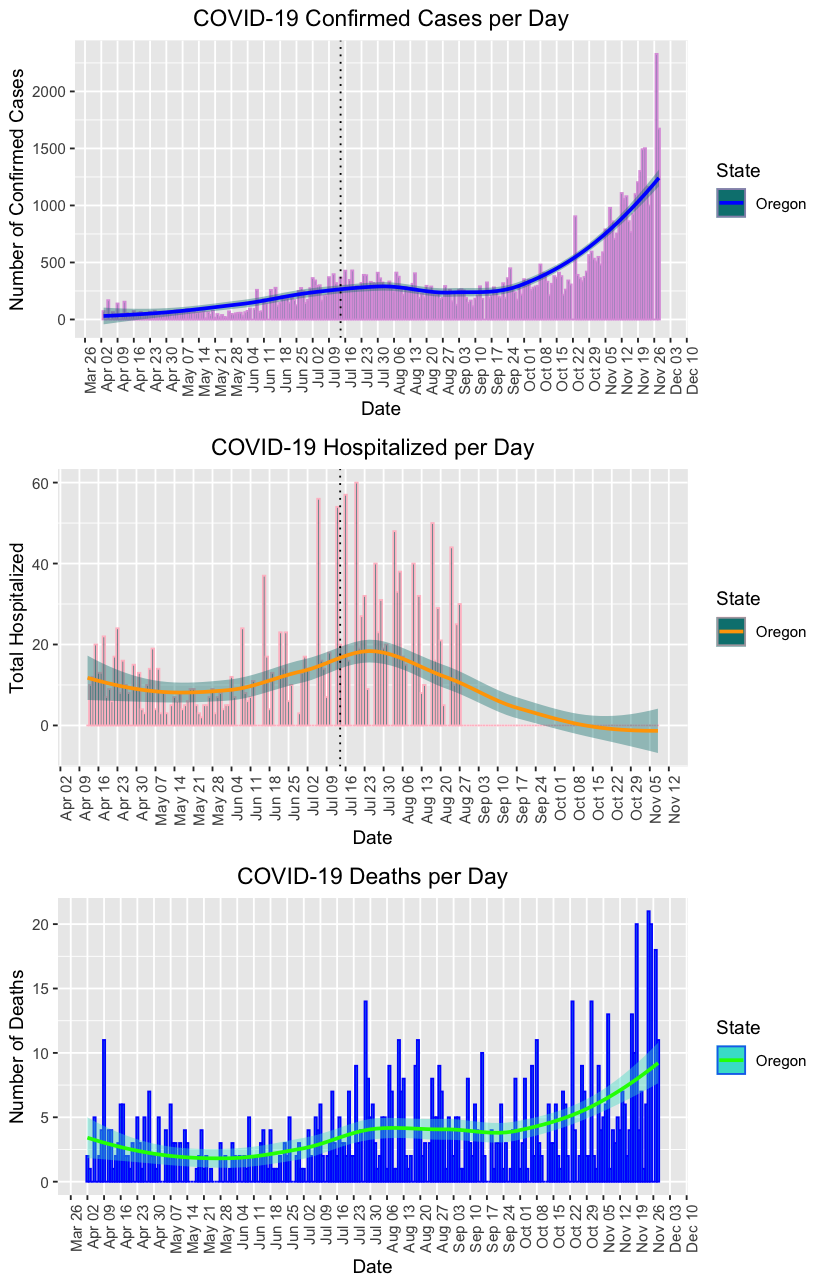 COVID-19 Confirmed Cases per Day
Number of Confirmed Cases
2000
1500
1000
500
0
Mar 26
Apr 02
Apr 09
Apr 16
Apr 23
Apr 30
May 07
May 14
May 21
May 28
Jun 04
Jun 11
Jun 18
Jun 25
Jul 02
Jul 09
Jul 16
Jul 23
Jul 30
Aug 06
Aug 13
Aug 20
Aug 27
Sep 03
Sep 10
Sep 17
Sep 24
Oct 01
Oct 08
Oct 15
Oct 22
Oct 29
Nov 05
Nov 12
Nov 19
Nov 26
Dec 03
Dec 10
Date
State
Oregon
COVID-19 Hospitalized per Day
Total Hospitalized
60
40
20
0
Apr 02
Apr 09
Apr 16
Apr 23
Apr 30
May 07
May 14
May 21
May 28
Jun 04
Jun 11
Jun 18
Jun 25
Jul 02
Jul 09
Jul 16
Jul 23
Jul 30
Aug 06
Aug 13
Aug 20
Aug 27
Sep 03
Sep 10
Sep 17
Sep 24
Oct 01
Oct 08
Oct 15
Oct 22
Oct 29
Nov 05
Nov 12
Date
State
Oregon
COVID-19 Deaths per Day
Number of Deaths
20
15
10
5
0
Mar 26
Apr 02
Apr 09
Apr 16
Apr 23
Apr 30
May 07
May 14
May 21
May 28
Jun 04
Jun 11
Jun 18
Jun 25
Jul 02
Jul 09
Jul 16
Jul 23
Jul 30
Aug 06
Aug 13
Aug 20
Aug 27
Sep 03
Sep 10
Sep 17
Sep 24
Oct 01
Oct 08
Oct 15
Oct 22
Oct 29
Nov 05
Nov 12
Nov 19
Nov 26
Dec 03
Dec 10
Date
State
Oregon